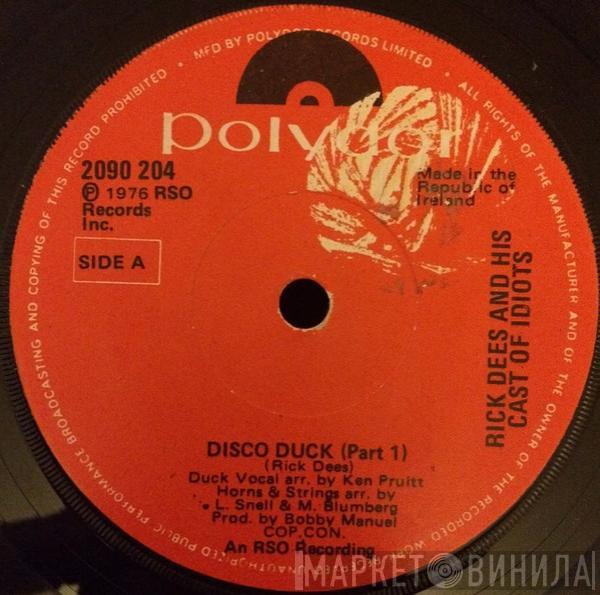 MFD BY POLYDOR RECORDS LIMITED • ALL RIGHTS OF THE MANUFACTURER AND OF THE OWNER OF THE RECORDED WORK
UNAUTHORIZED PUBLIC PERFORMANCE BROADCASTING AND COPYING OF THIS RECORD PROHIBITED •
polydor
2090 204
℗ 1976 RSO
Records
Inc.
Made in the
Republic of
Ireland
SIDE A
RICK DEES AND HIS
CAST OF IDIOTS
DISCO DUCK (Part 1)
(Rick Dees)
Duck Vocal arr. by Ken Pruitt
Horns & Strings arr. by
L. Snell & M. Blumberg
Prod. by Bobby Manuel
COP.CON.
An RSO Recording
МАРКЕТ ВИНИЛА